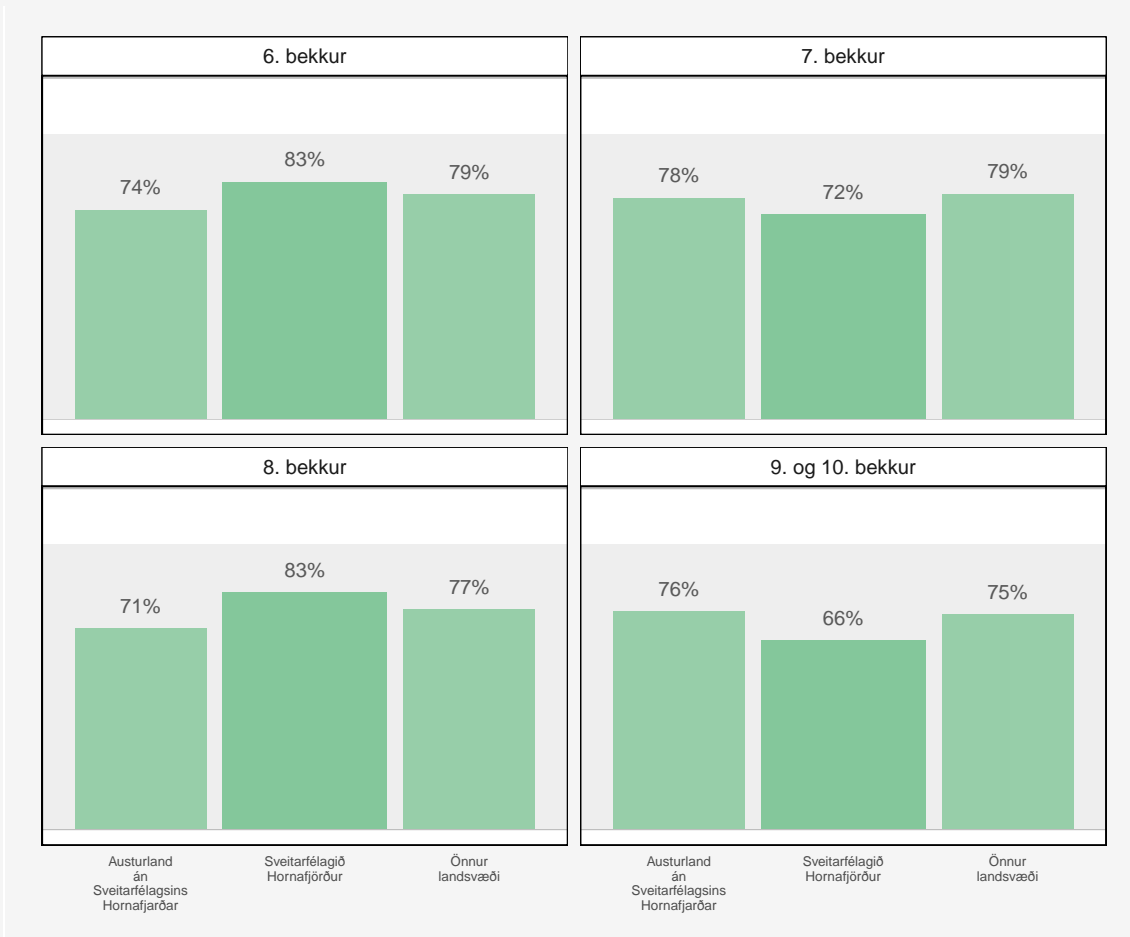 6. bekkur
74%
83%
79%
7. bekkur
78%
72%
79%
8. bekkur
71%
83%
77%
9. og 10. bekkur
76%
66%
75%
Austurland
án
Sveitarfélagsins
Hornafjarðar
Sveitarfélagið
Hornafjörður
Önnur
landsvæði
Austurland
án
Sveitarfélagsins
Hornafjarðar
Sveitarfélagið
Hornafjörður
Önnur
landsvæði